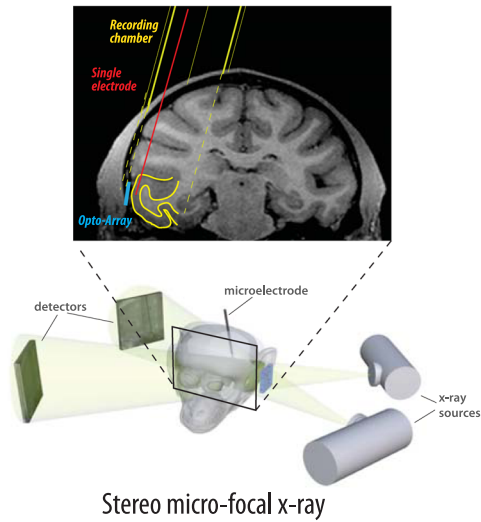 Recording
chamber
Single
electrode
Opto-Array
microelectrode
detectors
x-ray
sources
Stereo micro-focal x-ray